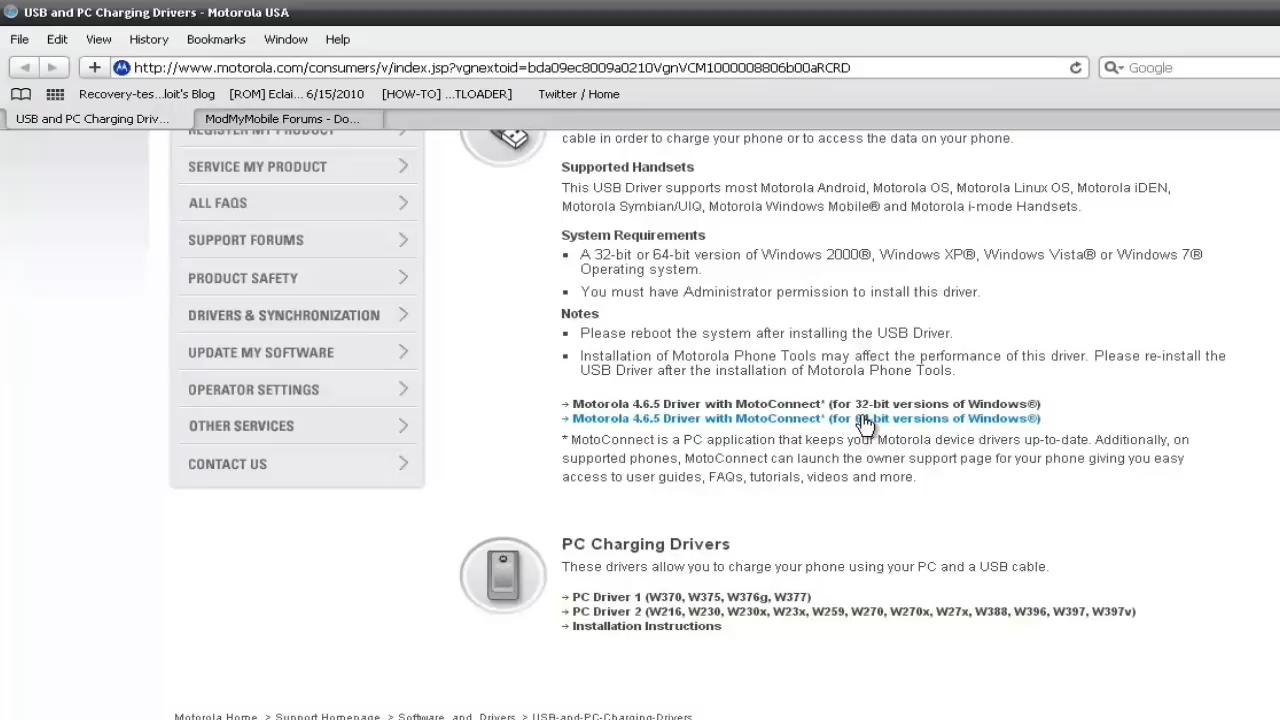 USB and PC Charging Drivers - Motorola USA
File Edit View History Bookmarks Window Help
http://www.motorola.com/consumers/v/index.jsp?vgnextoid=bda09ec8009a0210VgnVCM1000008806b00aRCRD
Google
Recovery-tes...loit's Blog [ROM] Eclai... 6/15/2010 [HOW-TO] ...TLOADER] Twitter / Home
USB and PC Charging Driv... ModMyMobile Forums - Do...
REGISTER MY PRODUCT
SERVICE MY PRODUCT
ALL FAQS
SUPPORT FORUMS
PRODUCT SAFETY
DRIVERS & SYNCHRONIZATION
UPDATE MY SOFTWARE
OPERATOR SETTINGS
OTHER SERVICES
CONTACT US
cable in order to charge your phone or to access the data on your phone.
Supported Handsets
This USB Driver supports most Motorola Android, Motorola OS, Motorola Linux OS, Motorola iDEN,
Motorola Symbian/UIQ, Motorola Windows Mobile® and Motorola i-mode Handsets.
System Requirements
▪ A 32-bit or 64-bit version of Windows 2000®, Windows XP®, Windows Vista® or Windows 7®
Operating system.
▪ You must have Administrator permission to install this driver.
Notes
▪ Please reboot the system after installing the USB Driver.
▪ Installation of Motorola Phone Tools may affect the performance of this driver. Please re-install the
USB Driver after the installation of Motorola Phone Tools.
→ Motorola 4.6.5 Driver with MotoConnect* (for 32-bit versions of Windows®)
→ Motorola 4.6.5 Driver with MotoConnect* (for bit versions of Windows®)
* MotoConnect is a PC application that keeps your Motorola device drivers up-to-date. Additionally, on
supported phones, MotoConnect can launch the owner support page for your phone giving you easy
access to user guides, FAQs, tutorials, videos and more.
PC Charging Drivers
These drivers allow you to charge your phone using your PC and a USB cable.
→ PC Driver 1 (W370, W375, W376g, W377)
→ PC Driver 2 (W216, W230, W230x, W23x, W259, W270, W270x, W27x, W388, W396, W397, W397v)
→ Installation Instructions
Motorola Home > Support Homepage > Software and Drivers > USB-and-PC-Charging-Drivers